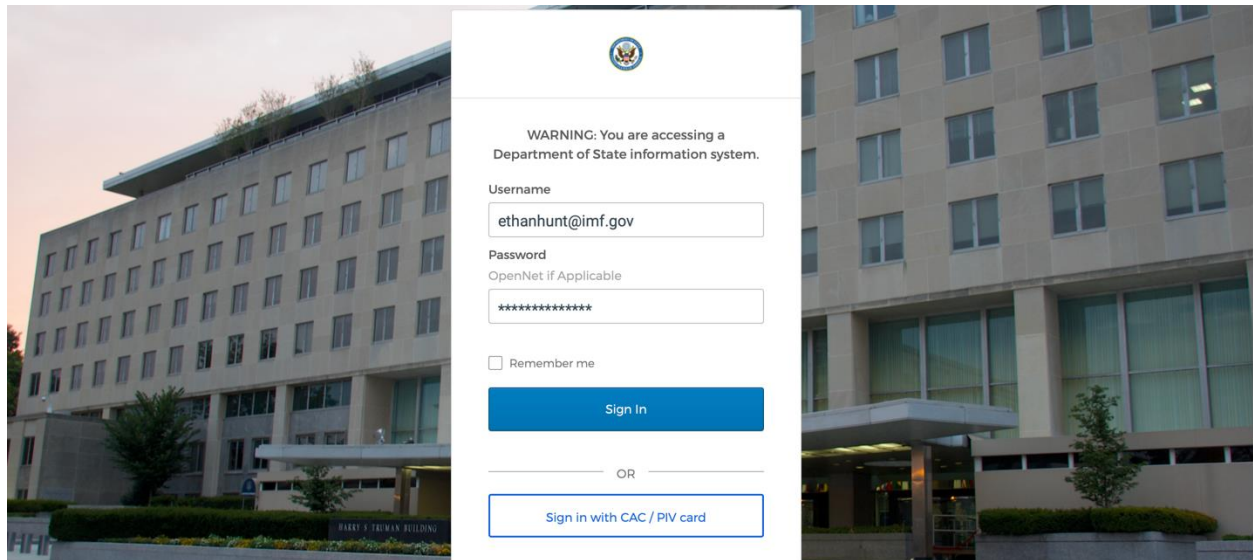 WARNING: You are accessing a
Department of State information system.
Username
ethanhunt@imf.gov
Password
OpenNet if Applicable
**************
Remember me
Sign In
OR
Sign in with CAC / PIV card
HARRY S TRUMAN BUILDING